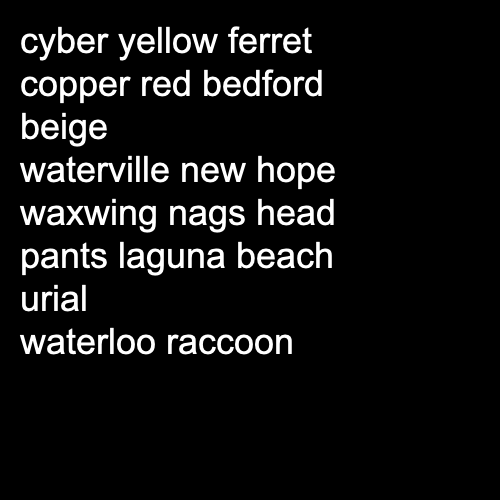 cyber yellow ferret
copper red bedford
beige
waterville new hope
waxwing nags head
pants laguna beach
urial
waterloo raccoon